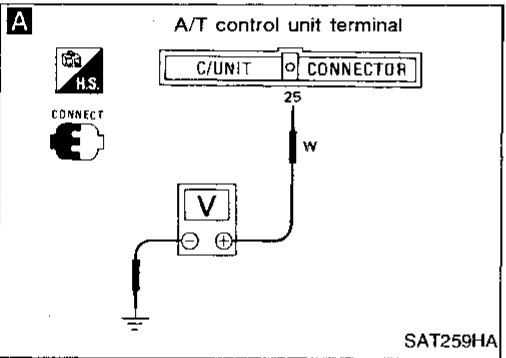 A
A/T control unit terminal
H.S.
C/UNIT CONNECTOR
CONNECT
25
W
V
SAT259HA